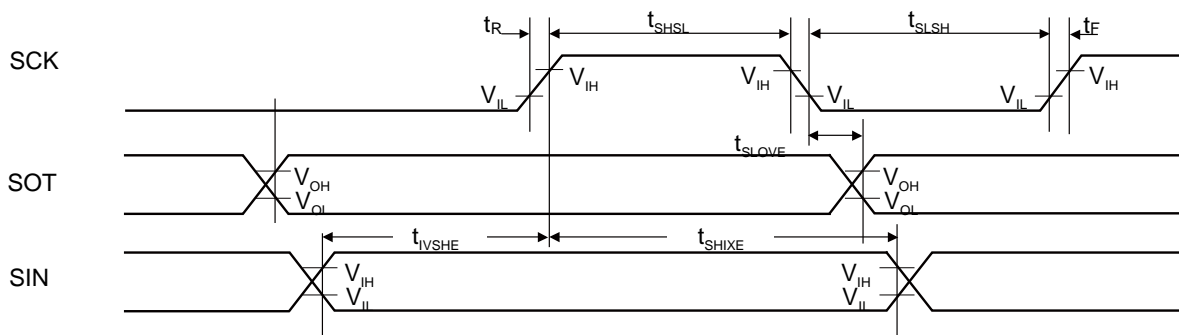 tR tSHSL tSLSH tF
SCK
VIH VIH VIH
VIL VIL VIL
tSLOVE
SOT
VOH VOH
VOL VOL
tIVSHE tSHIXE
SIN
VIH VIH
VIL VIL